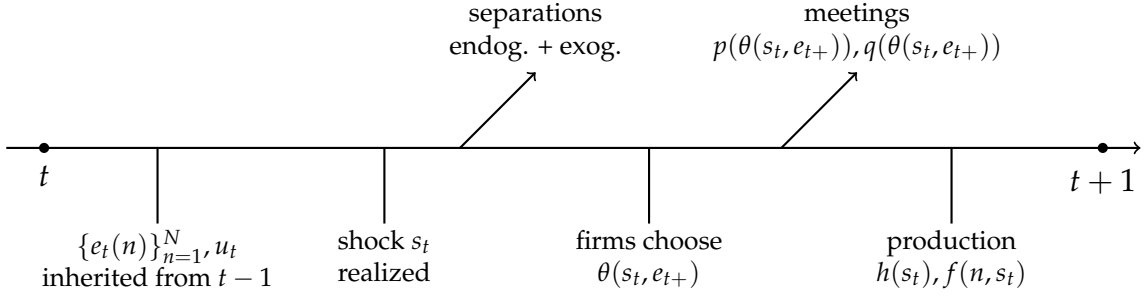 separations
endog. + exog.
meetings
p(θ(s_t, e_{t+})), q(θ(s_t, e_{t+}))
t
t + 1
{e_t(n)}_{n=1}^N, u_t
inherited from t − 1
shock s_t
realized
firms choose
θ(s_t, e_{t+})
production
h(s_t), f(n, s_t)